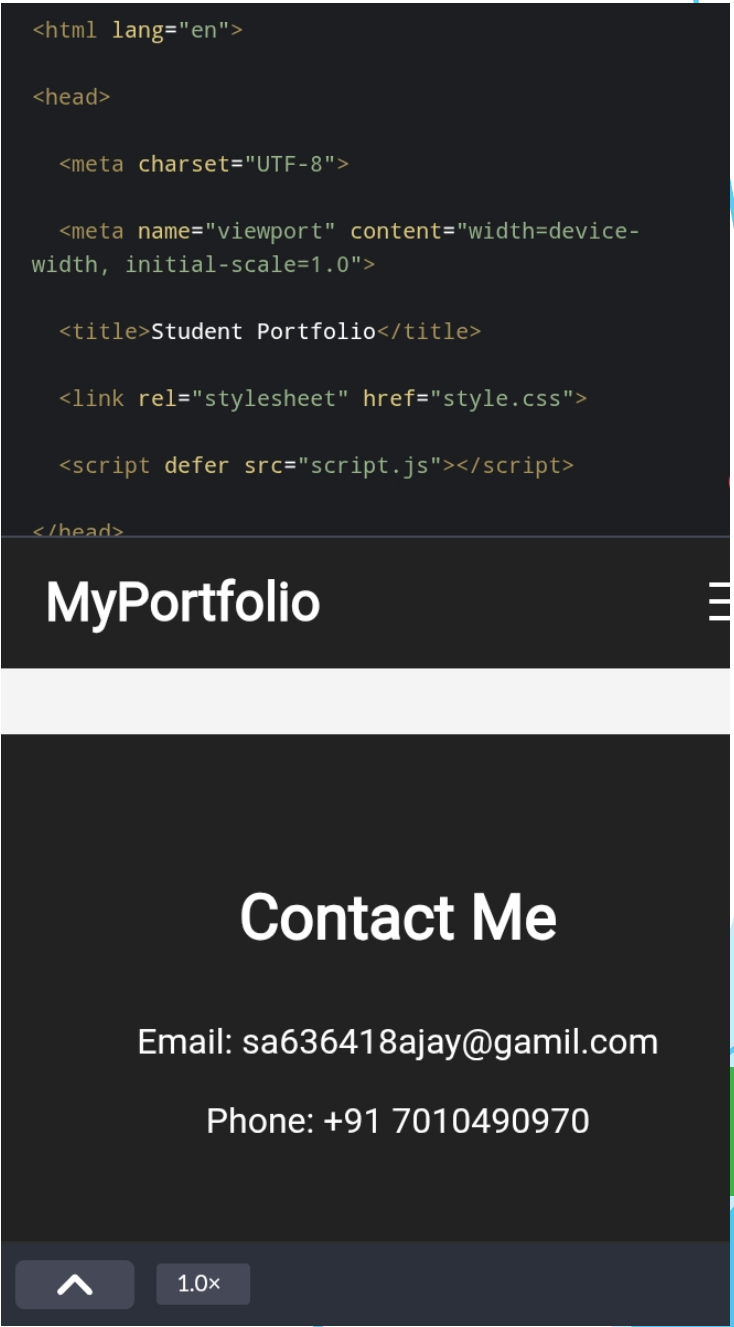 <html lang="en">
<head>
<meta charset="UTF-8">
<meta name="viewport" content="width=device-
width, initial-scale=1.0">
<title>Student Portfolio</title>
<link rel="stylesheet" href="style.css">
<script defer src="script.js"></script>
</head>
MyPortfolio
Contact Me
Email: sa636418ajay@gamil.com
Phone: +91 7010490970
1.0×